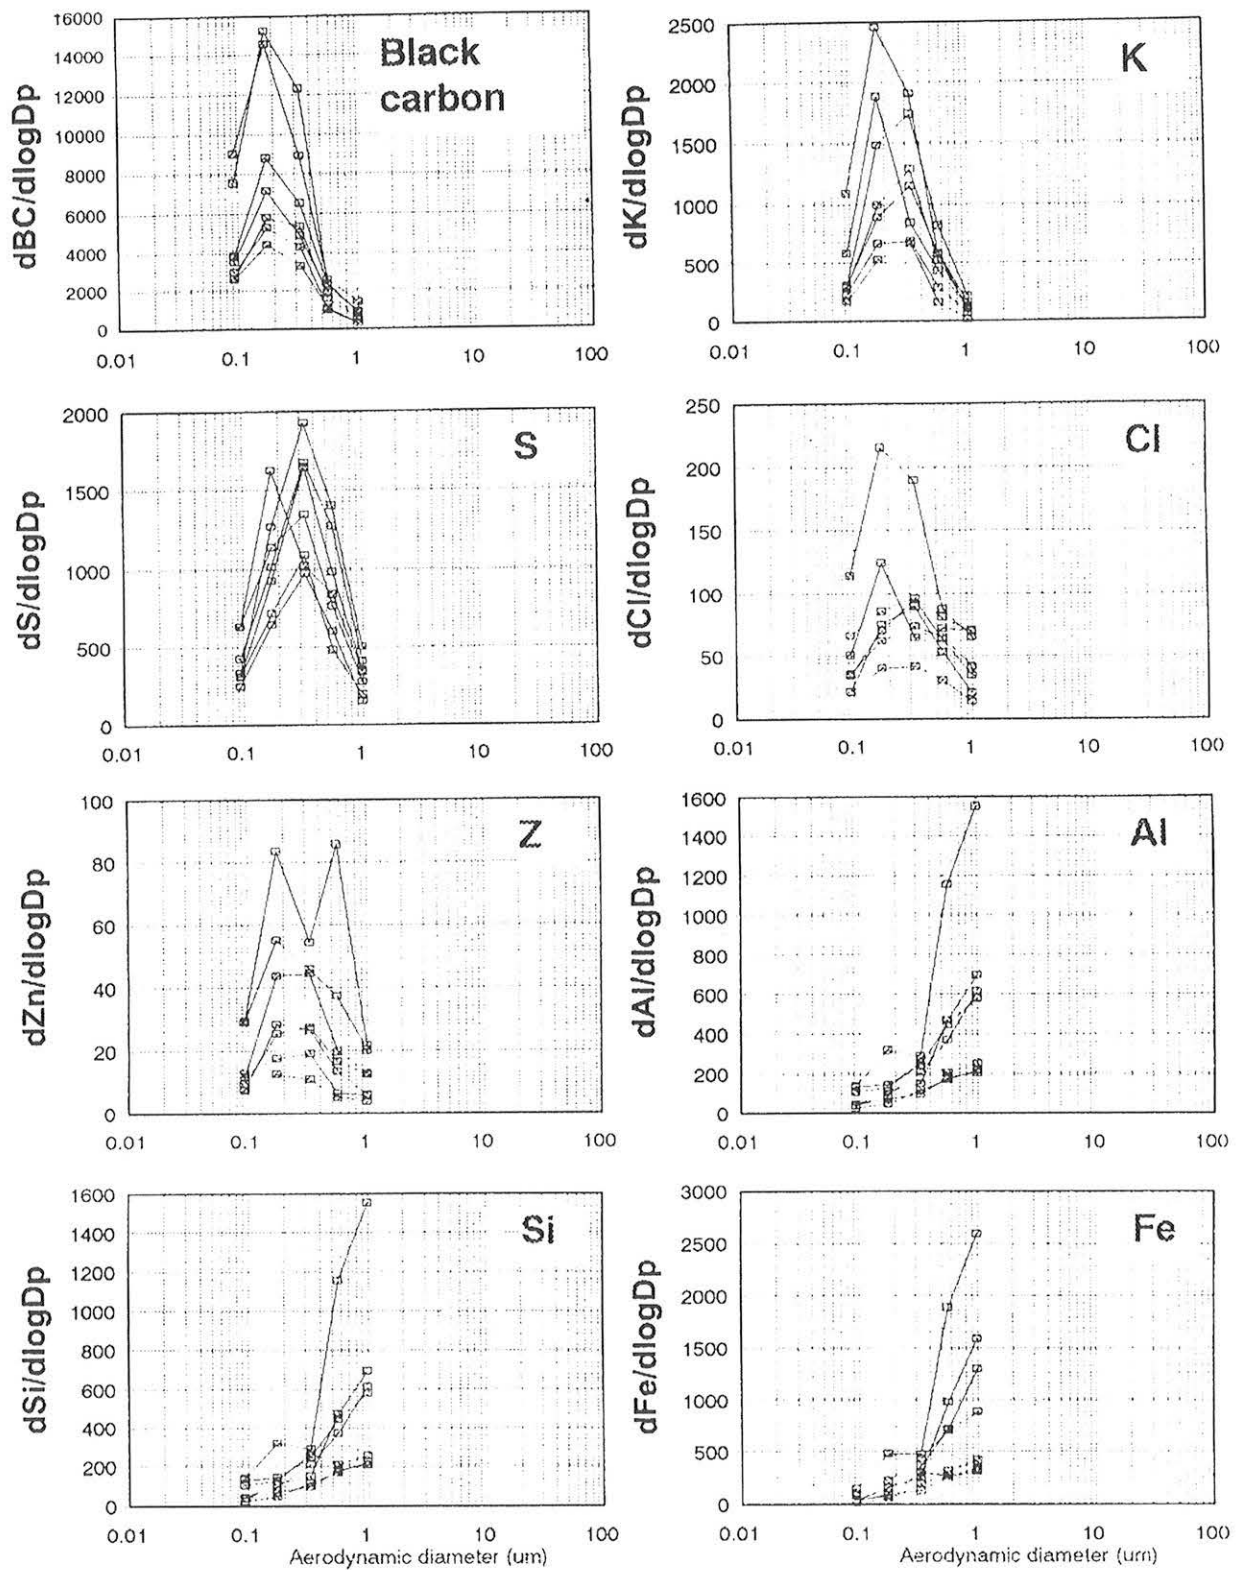 Black
carbon
dBC/dlogDp
16000
14000
12000
10000
8000
6000
4000
2000
0
0.01 0.1 1 10 100
K
dK/dlogDp
2500
2000
1500
1000
500
0
0.01 0.1 1 10 100
S
dS/dlogDp
2000
1500
1000
500
0
0.01 0.1 1 10 100
Cl
dCl/dlogDp
250
200
150
100
50
0
0.01 0.1 1 10 100
Z
dZn/dlogDp
100
80
60
40
20
0
0.01 0.1 1 10 100
Al
dAl/dlogDp
1600
1400
1200
1000
800
600
400
200
0
0.01 0.1 1 10 100
Si
dSi/dlogDp
1600
1400
1200
1000
800
600
400
200
0
0.01 0.1 1 10 100
Aerodynamic diameter (um)
Fe
dFe/dlogDp
3000
2500
2000
1500
1000
500
0
0.01 0.1 1 10 100
Aerodynamic diameter (um)